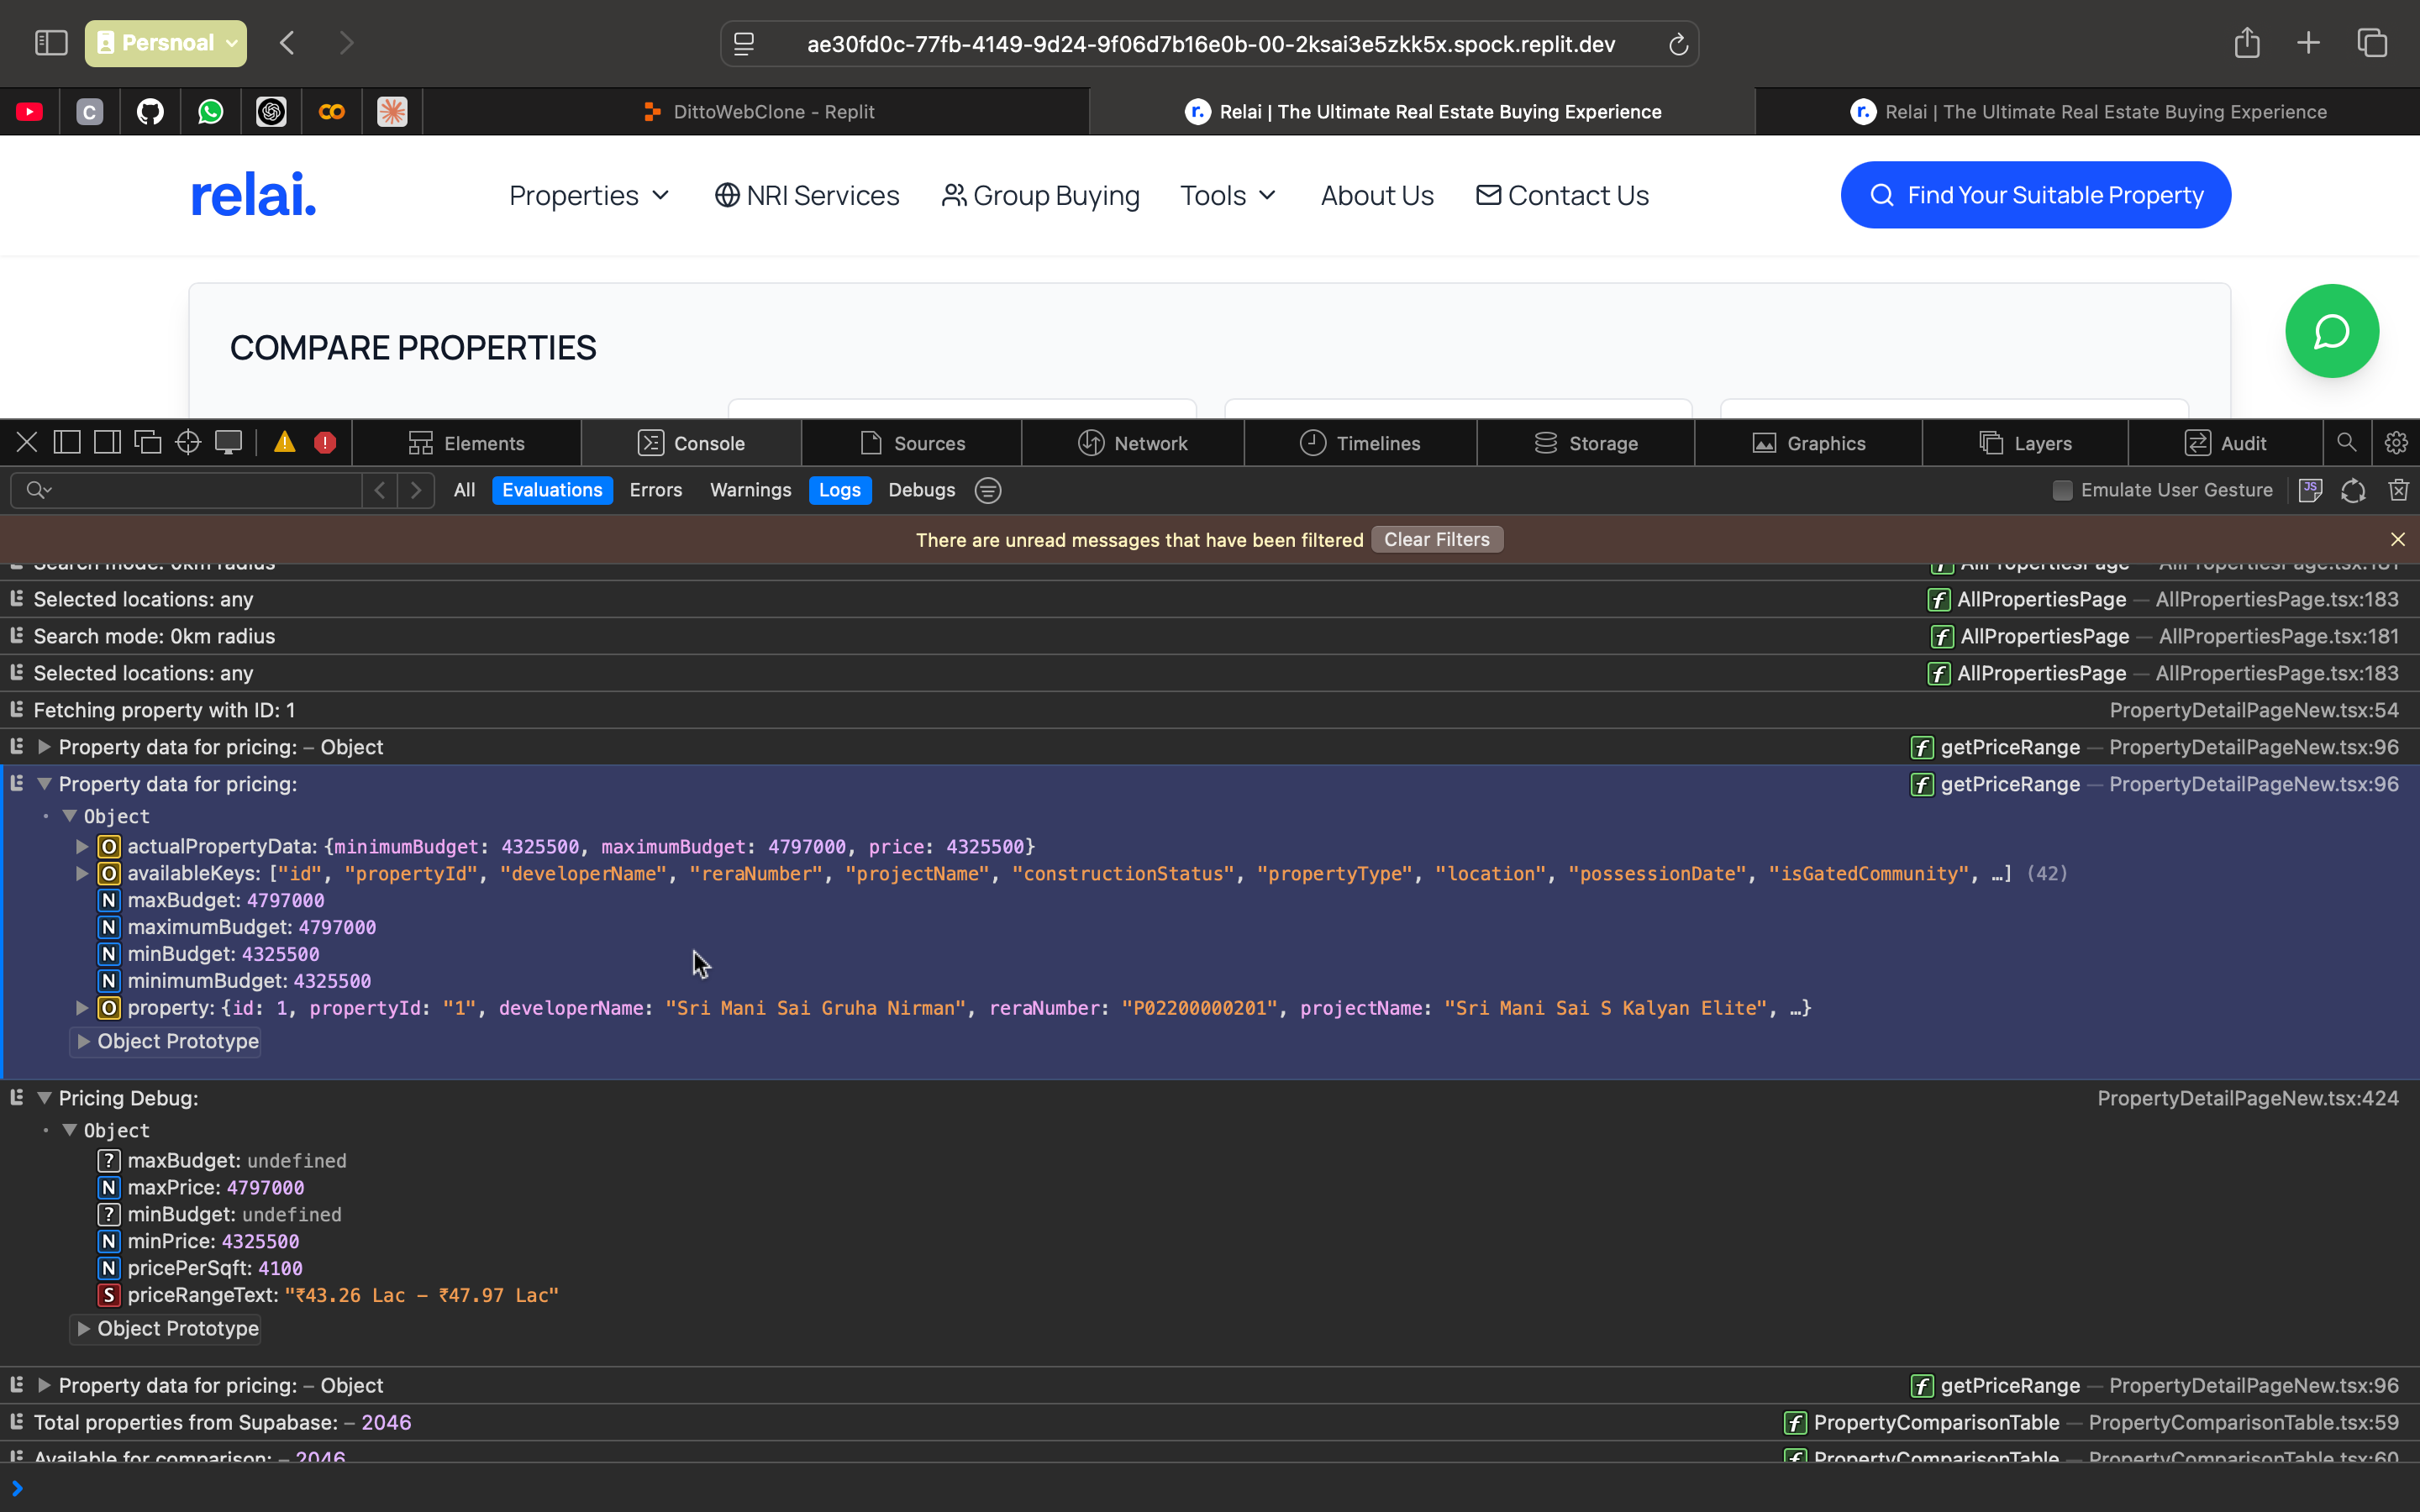 Persnoal
ae30fd0c-77fb-4149-9d24-9f06d7b16e0b-00-2ksai3e5zkk5x.spock.replit.dev
C
DittoWebClone - Replit
r. Relai | The Ultimate Real Estate Buying Experience
r. Relai | The Ultimate Real Estate Buying Experience
relai.
Properties
NRI Services
Group Buying
Tools
About Us
Contact Us
Find Your Suitable Property
COMPARE PROPERTIES
Elements
Console
Sources
Network
Timelines
Storage
Graphics
Layers
Audit
All
Evaluations
Errors
Warnings
Logs
Debugs
Emulate User Gesture
There are unread messages that have been filtered
Clear Filters
Search mode: 0km radius
AllPropertiesPage — AllPropertiesPage.tsx:181
Selected locations: any
AllPropertiesPage — AllPropertiesPage.tsx:183
Search mode: 0km radius
AllPropertiesPage — AllPropertiesPage.tsx:181
Selected locations: any
AllPropertiesPage — AllPropertiesPage.tsx:183
Fetching property with ID: 1
PropertyDetailPageNew.tsx:54
Property data for pricing: – Object
getPriceRange — PropertyDetailPageNew.tsx:96
Property data for pricing:
getPriceRange — PropertyDetailPageNew.tsx:96
Object
O actualPropertyData: {minimumBudget: 4325500, maximumBudget: 4797000, price: 4325500}
O availableKeys: ["id", "propertyId", "developerName", "reraNumber", "projectName", "constructionStatus", "propertyType", "location", "possessionDate", "isGatedCommunity", …] (42)
N maxBudget: 4797000
N maximumBudget: 4797000
N minBudget: 4325500
N minimumBudget: 4325500
O property: {id: 1, propertyId: "1", developerName: "Sri Mani Sai Gruha Nirman", reraNumber: "P02200000201", projectName: "Sri Mani Sai S Kalyan Elite", …}
Object Prototype
Pricing Debug:
PropertyDetailPageNew.tsx:424
Object
? maxBudget: undefined
N maxPrice: 4797000
? minBudget: undefined
N minPrice: 4325500
N pricePerSqft: 4100
S priceRangeText: "₹43.26 Lac – ₹47.97 Lac"
Object Prototype
Property data for pricing: – Object
getPriceRange — PropertyDetailPageNew.tsx:96
Total properties from Supabase: – 2046
PropertyComparisonTable — PropertyComparisonTable.tsx:59
Available for comparison: – 2046
PropertyComparisonTable — PropertyComparisonTable.tsx:60